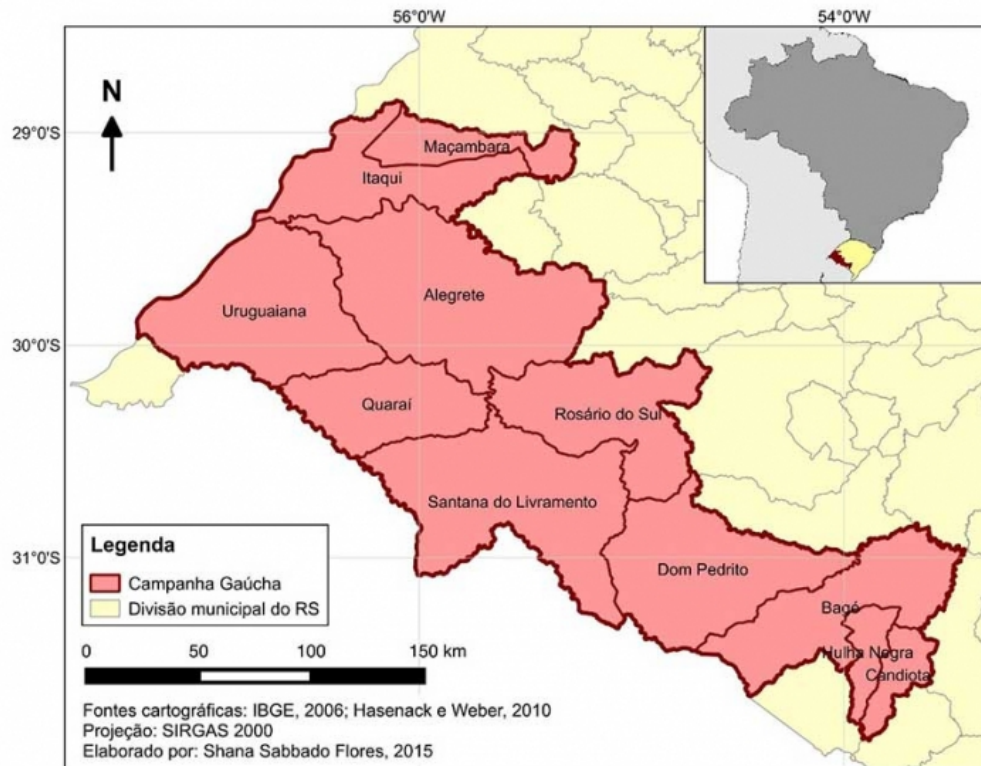 56°0'W
54°0'W
N
29°0'S
Maçambara
Itaqui
Alegrete
Uruguaiana
30°0'S
Quaraí
Rosário do Sul
Santana do Livramento
31°0'S
Dom Pedrito
Bagé
Hulha Negra
Candiota
Legenda
Campanha Gaúcha
Divisão municipal do RS
0 50 100 150 km
Fontes cartográficas: IBGE, 2006; Hasenack e Weber, 2010
Projeção: SIRGAS 2000
Elaborado por: Shana Sabbado Flores, 2015